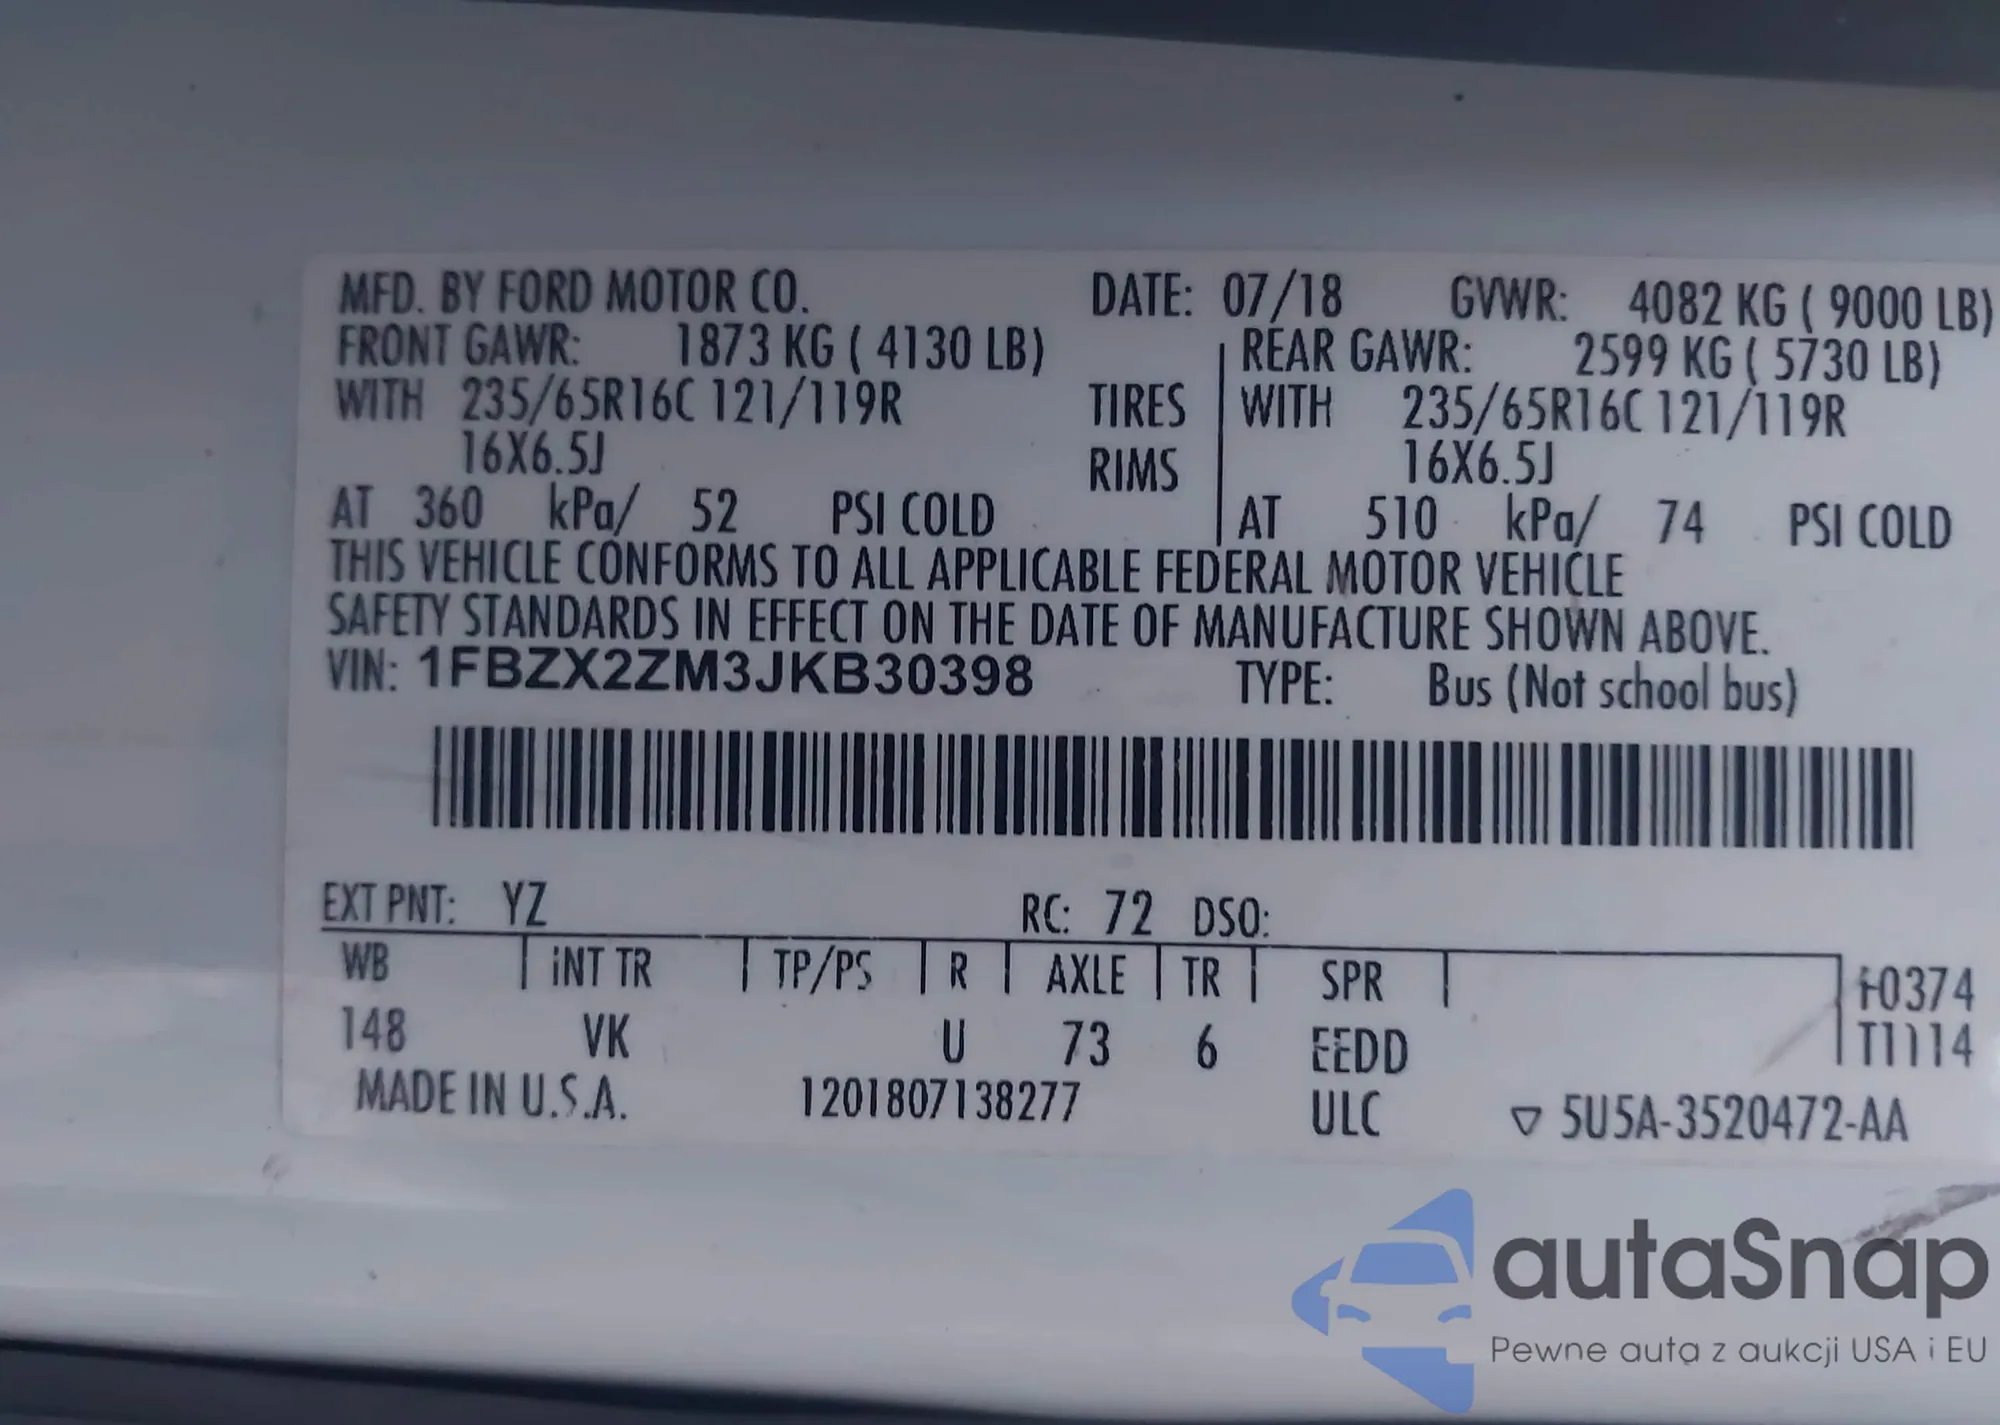 MFD. BY FORD MOTOR CO. DATE: 07/18 GVWR: 4082 KG ( 9000 LB)
FRONT GAWR: 1873 KG ( 4130 LB) REAR GAWR: 2599 KG ( 5730 LB)
WITH 235/65R16C 121/119R TIRES WITH 235/65R16C 121/119R
16X6.5J RIMS 16X6.5J
AT 360 kPa/ 52 PSI COLD AT 510 kPa/ 74 PSI COLD
THIS VEHICLE CONFORMS TO ALL APPLICABLE FEDERAL MOTOR VEHICLE
SAFETY STANDARDS IN EFFECT ON THE DATE OF MANUFACTURE SHOWN ABOVE.
VIN: 1FBZX2ZM3JKB30398 TYPE: Bus (Not school bus)
EXT PNT: YZ RC: 72 DSO:
WB INT TR TP/PS R AXLE TR SPR
148 VK U 73 6 EEDD T1114
MADE IN U.S.A. 1201807138277 ULC ▽ 5U5A-3520472-AA
autaSnap
Pewne auta z aukcji USA i EU